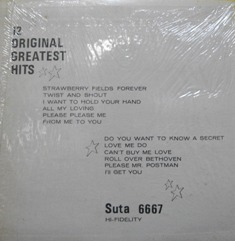 12
ORIGINAL
GREATEST
HITS
STRAWBERRY FIELDS FOREVER
TWIST AND SHOUT
I WANT TO HOLD YOUR HAND
ALL MY LOVING
PLEASE PLEASE ME
FROM ME TO YOU
DO YOU WANT TO KNOW A SECRET
LOVE ME DO
CAN'T BUY ME LOVE
ROLL OVER BETHOVEN
PLEASE MR. POSTMAN
I'll GET YOU
Suta 6667
HI-FIDELITY